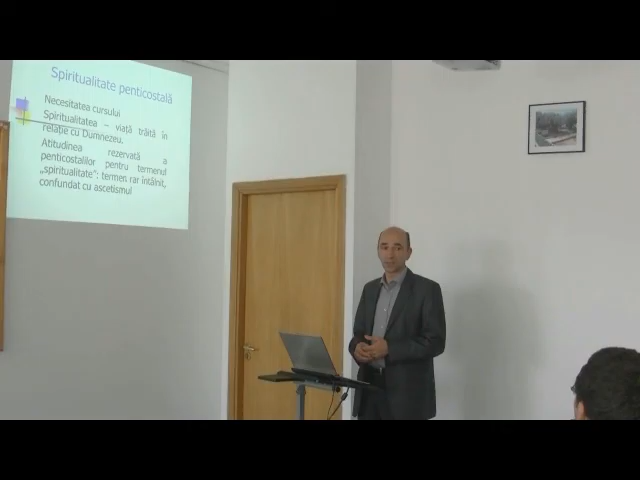 Spiritualitate penticostală
Necesitatea cursului
Spiritualitatea – viață trăită în
relație cu Dumnezeu.
Atitudinea rezervată a
penticostalilor pentru termenul
„spiritualitate”: termen rar întâlnit,
confundat cu ascetismul